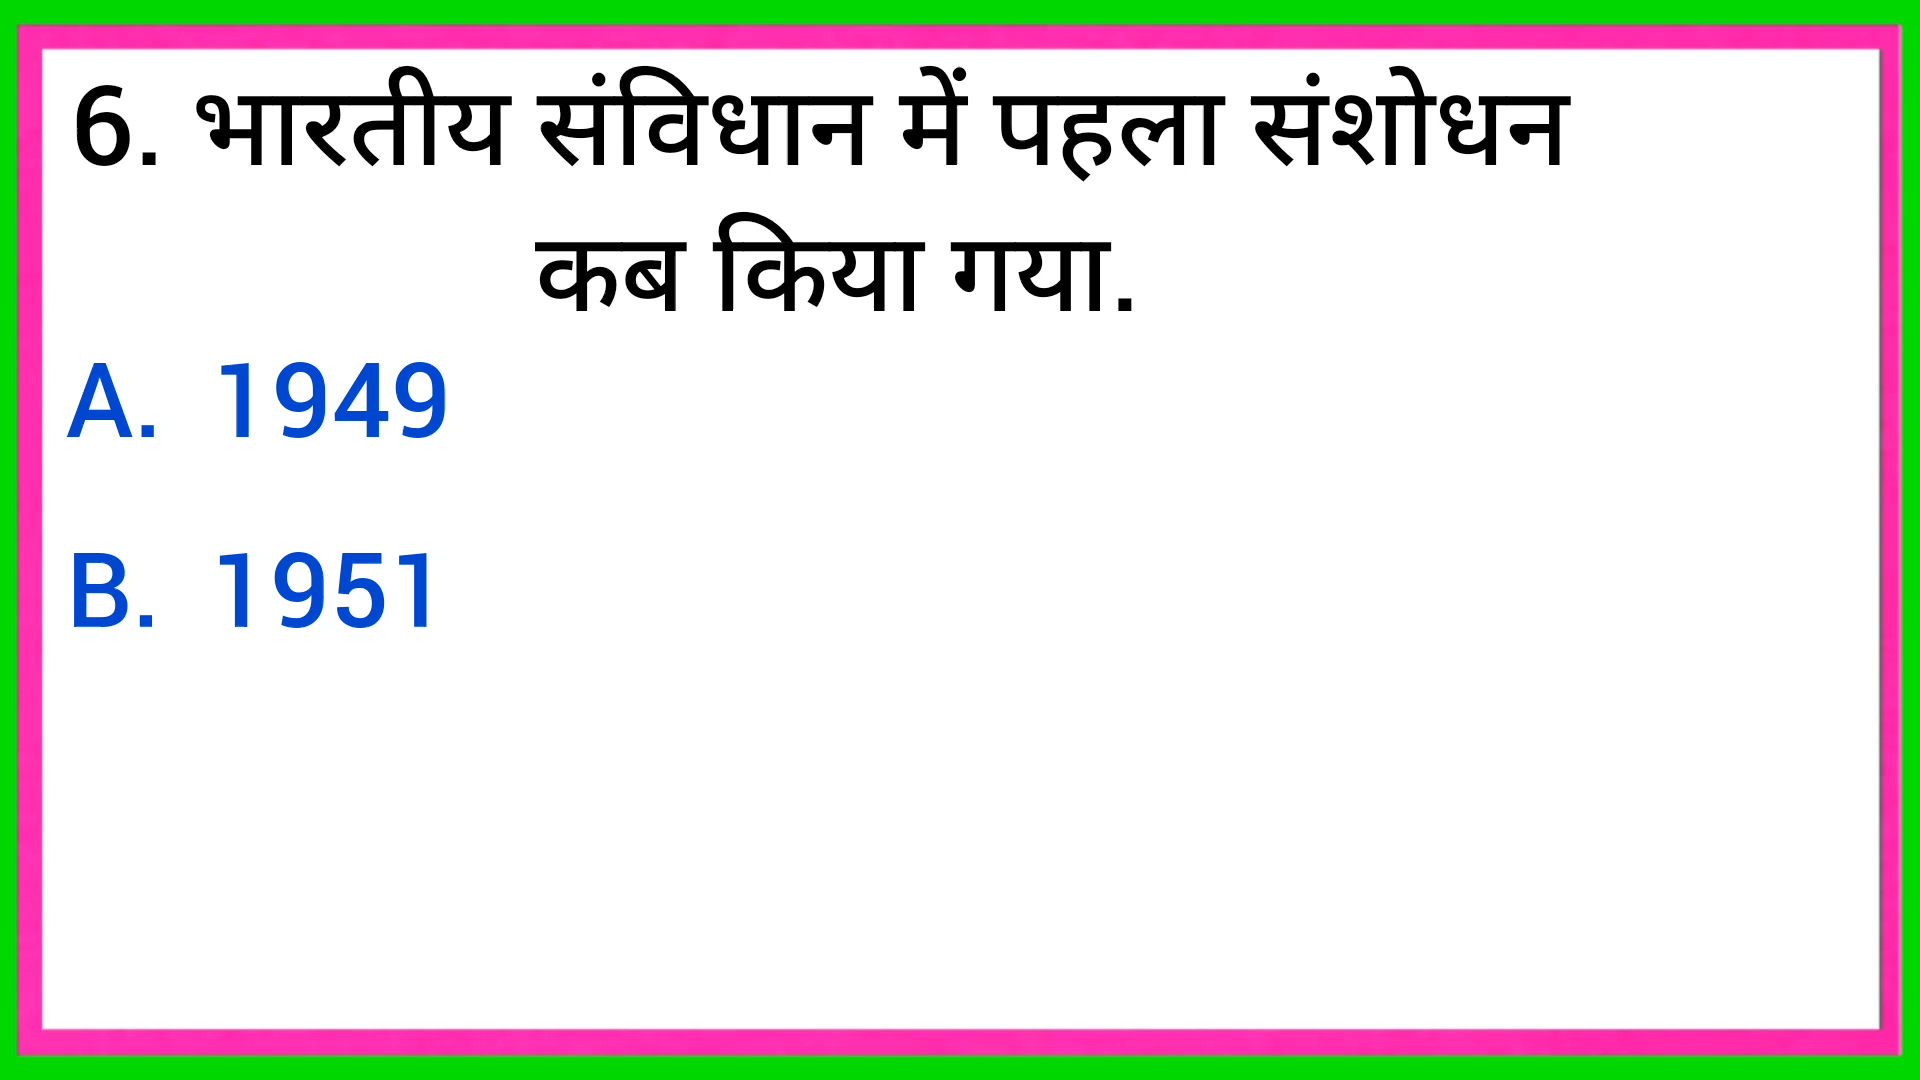 6. भारतीय संविधान में पहला संशोधन
कब किया गया.
A. 1949
B. 1951